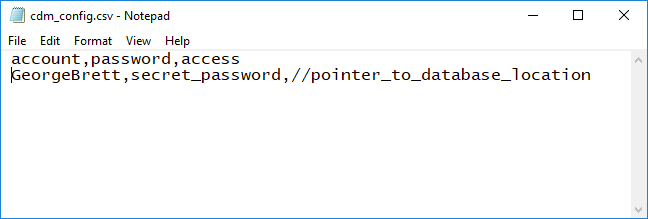 cdm_config.csv - Notepad
File Edit Format View Help
account,password,access
GeorgeBrett,secret_password,//pointer_to_database_location